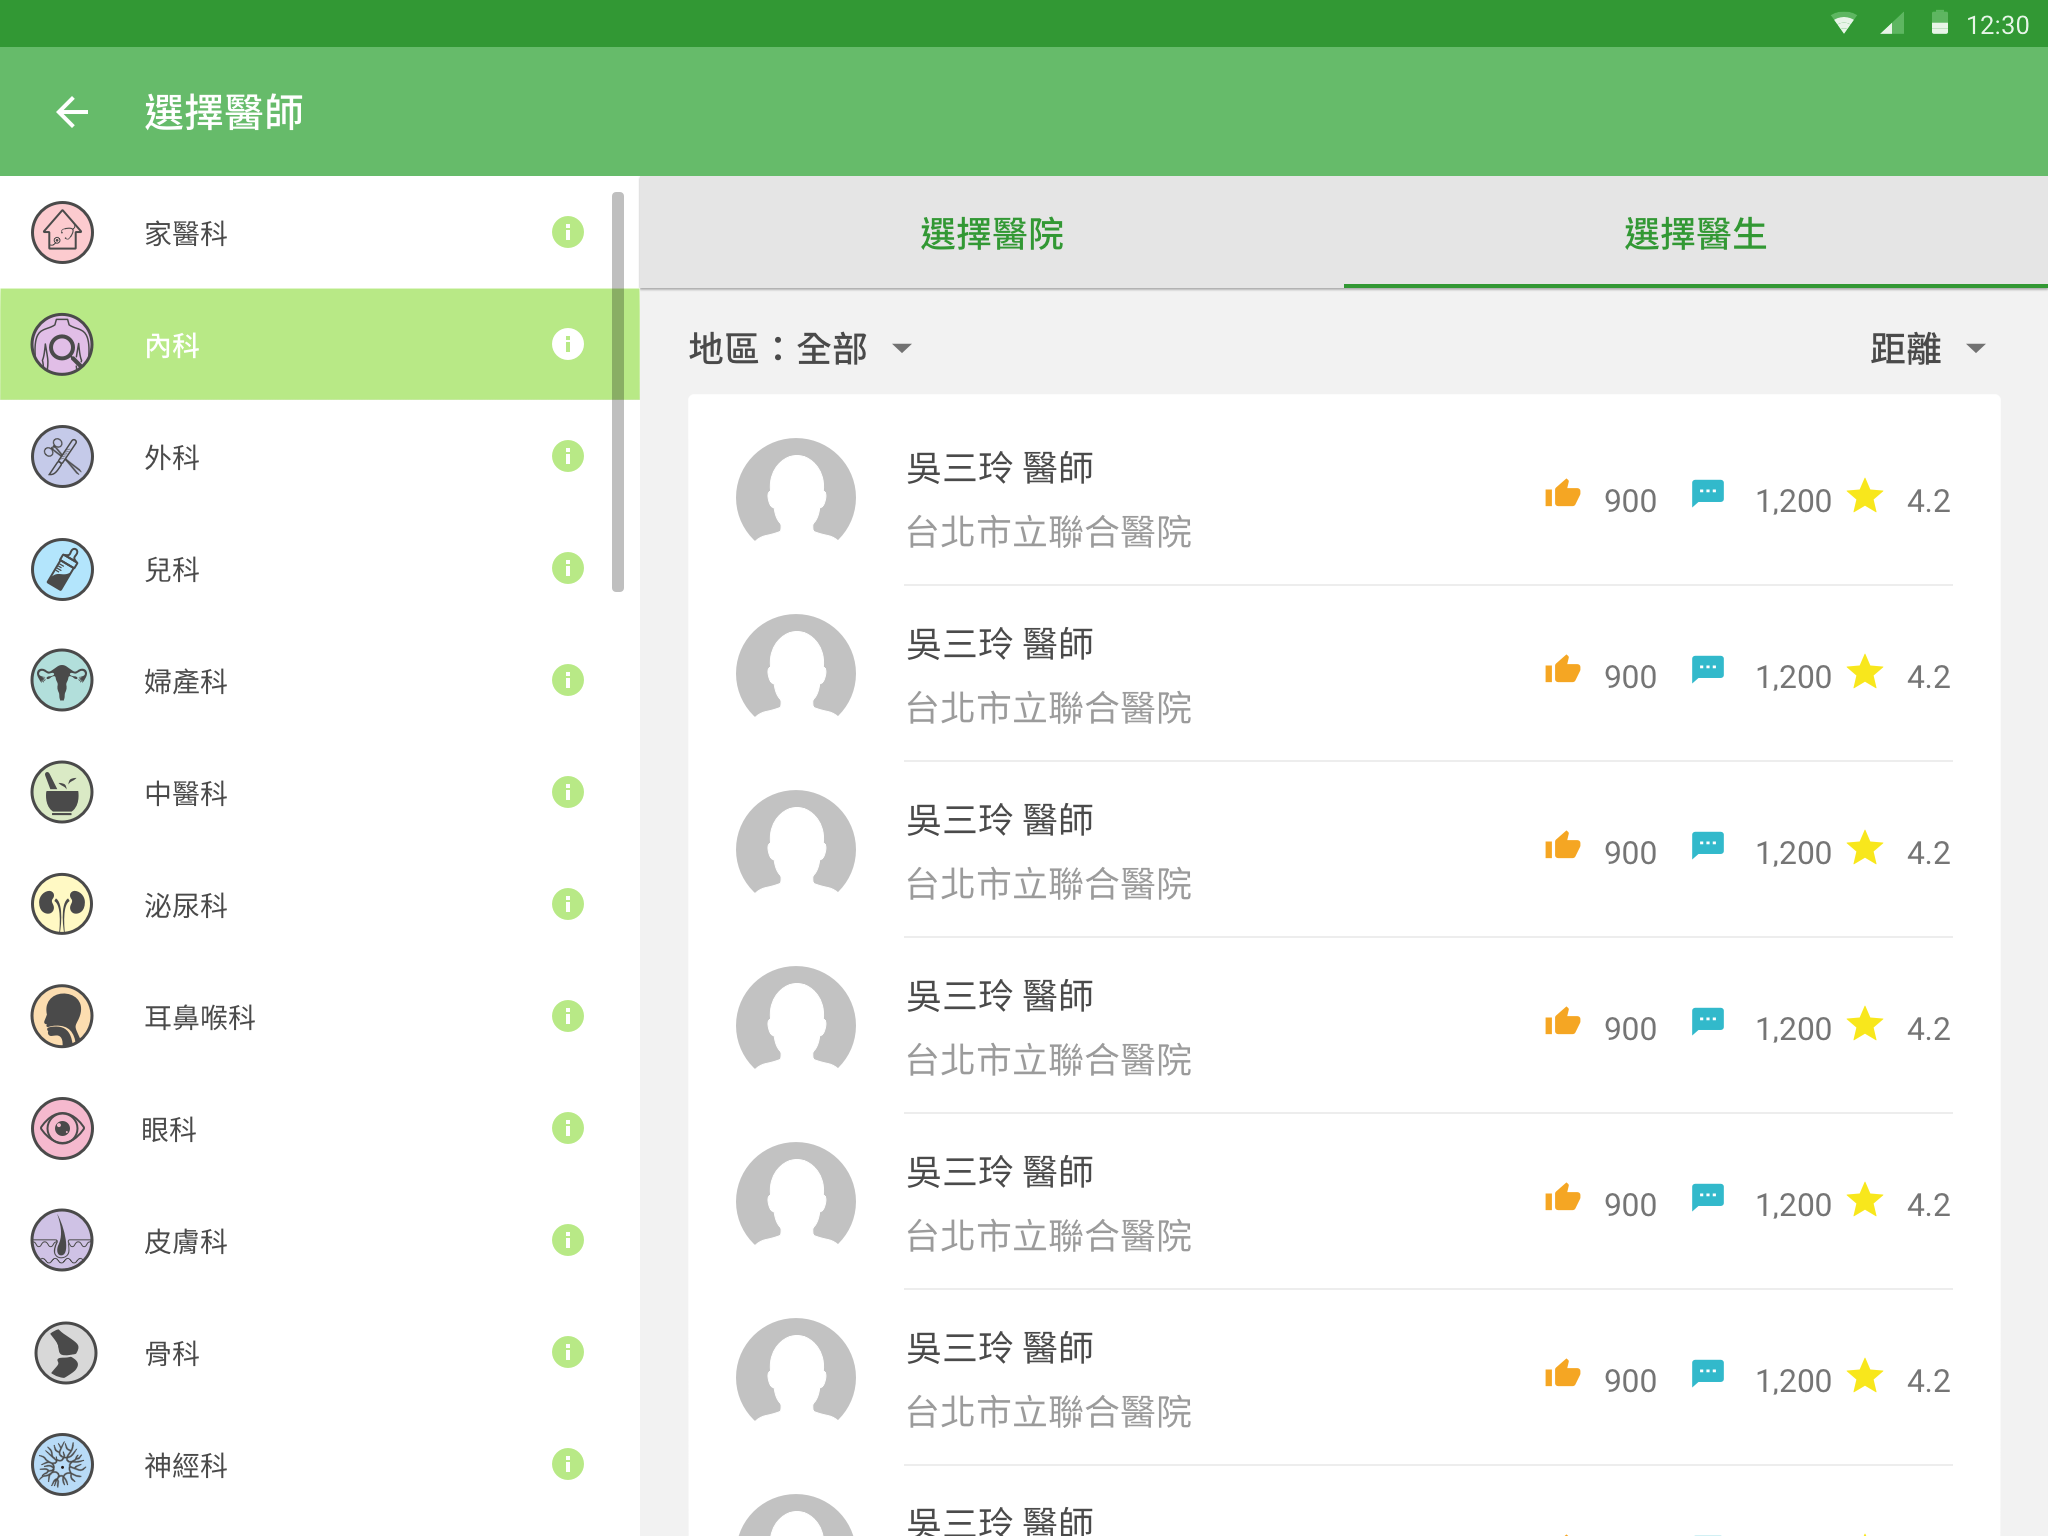 12:30
選擇醫師
家醫科
內科
外科
兒科
婦產科
中醫科
泌尿科
耳鼻喉科
眼科
皮膚科
骨科
神經科
選擇醫院
選擇醫生
地區：全部
距離
吳三玲 醫師
台北市立聯合醫院
900 1,200 4.2
吳三玲 醫師
台北市立聯合醫院
900 1,200 4.2
吳三玲 醫師
台北市立聯合醫院
900 1,200 4.2
吳三玲 醫師
台北市立聯合醫院
900 1,200 4.2
吳三玲 醫師
台北市立聯合醫院
900 1,200 4.2
吳三玲 醫師
台北市立聯合醫院
900 1,200 4.2
吳三玲 醫師